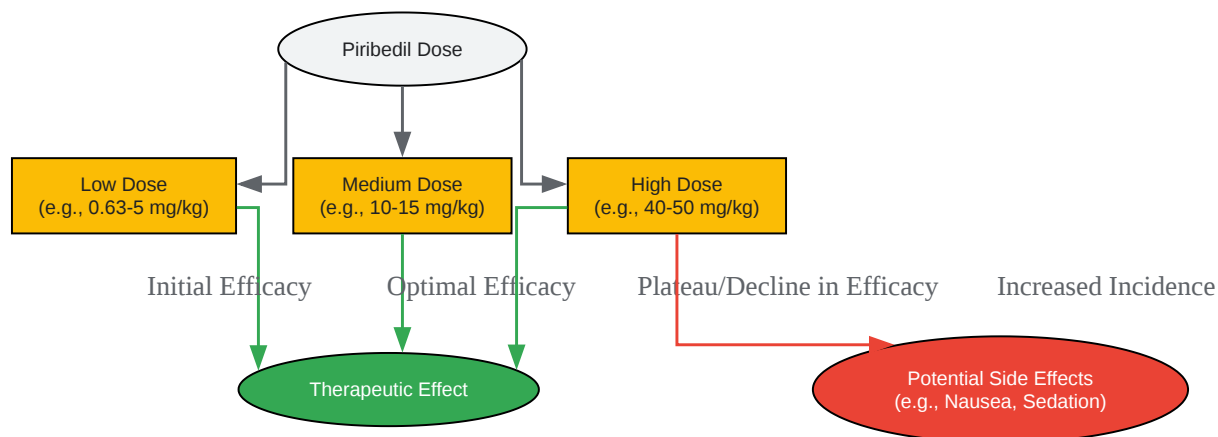 Piribedil Dose
Low Dose
(e.g., 0.63-5 mg/kg)
Medium Dose
(e.g., 10-15 mg/kg)
High Dose
(e.g., 40-50 mg/kg)
Initial Efficacy
Optimal Efficacy
Plateau/Decline in Efficacy
Increased Incidence
Therapeutic Effect
Potential Side Effects
(e.g., Nausea, Sedation)